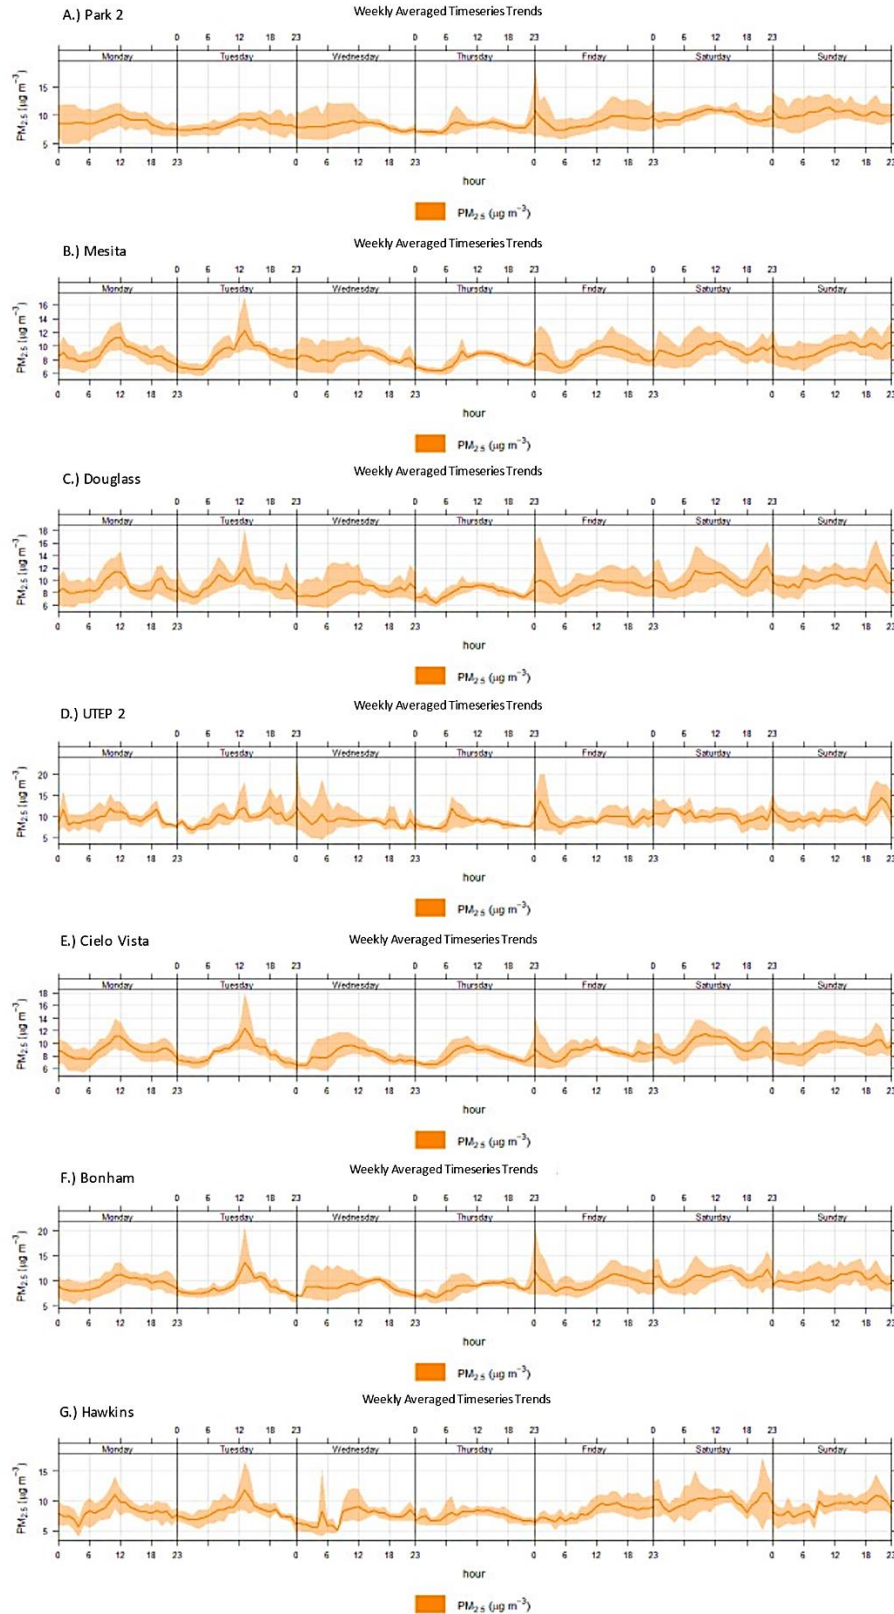 A.) Park 2
Weekly Averaged Timeseries Trends
0 6 12 18 23 0 6 12 18 23 0 6 12 18 23
Monday Tuesday Wednesday Thursday Friday Saturday Sunday
PM2.5 (μg m−3)
15
10
5
0 6 12 18 23 0 6 12 18 23 0 6 12 18 23 0 6 12 18 23
hour
PM2.5 (μg m−3)
B.) Mesita
Weekly Averaged Timeseries Trends
0 6 12 18 23 0 6 12 18 23 0 6 12 18 23
Monday Tuesday Wednesday Thursday Friday Saturday Sunday
PM2.5 (μg m−3)
16
14
12
10
8
6
0 6 12 18 23 0 6 12 18 23 0 6 12 18 23 0 6 12 18 23
hour
PM2.5 (μg m−3)
C.) Douglass
Weekly Averaged Timeseries Trends
0 6 12 18 23 0 6 12 18 23 0 6 12 18 23
Monday Tuesday Wednesday Thursday Friday Saturday Sunday
PM2.5 (μg m−3)
18
16
14
12
10
8
6
0 6 12 18 23 0 6 12 18 23 0 6 12 18 23 0 6 12 18 23
hour
PM2.5 (μg m−3)
D.) UTEP 2
Weekly Averaged Timeseries Trends
0 6 12 18 23 0 6 12 18 23 0 6 12 18 23
Monday Tuesday Wednesday Thursday Friday Saturday Sunday
PM2.5 (μg m−3)
20
15
10
5
0 6 12 18 23 0 6 12 18 23 0 6 12 18 23 0 6 12 18 23
hour
PM2.5 (μg m−3)
E.) Cielo Vista
Weekly Averaged Timeseries Trends
0 6 12 18 23 0 6 12 18 23 0 6 12 18 23
Monday Tuesday Wednesday Thursday Friday Saturday Sunday
PM2.5 (μg m−3)
18
16
14
12
10
8
6
0 6 12 18 23 0 6 12 18 23 0 6 12 18 23 0 6 12 18 23
hour
PM2.5 (μg m−3)
F.) Bonham
Weekly Averaged Timeseries Trends
0 6 12 18 23 0 6 12 18 23 0 6 12 18 23
Monday Tuesday Wednesday Thursday Friday Saturday Sunday
PM2.5 (μg m−3)
20
15
10
5
0 6 12 18 23 0 6 12 18 23 0 6 12 18 23 0 6 12 18 23
hour
PM2.5 (μg m−3)
G.) Hawkins
Weekly Averaged Timeseries Trends
0 6 12 18 23 0 6 12 18 23 0 6 12 18 23
Monday Tuesday Wednesday Thursday Friday Saturday Sunday
PM2.5 (μg m−3)
15
10
5
0 6 12 18 23 0 6 12 18 23 0 6 12 18 23 0 6 12 18 23
hour
PM2.5 (μg m−3)